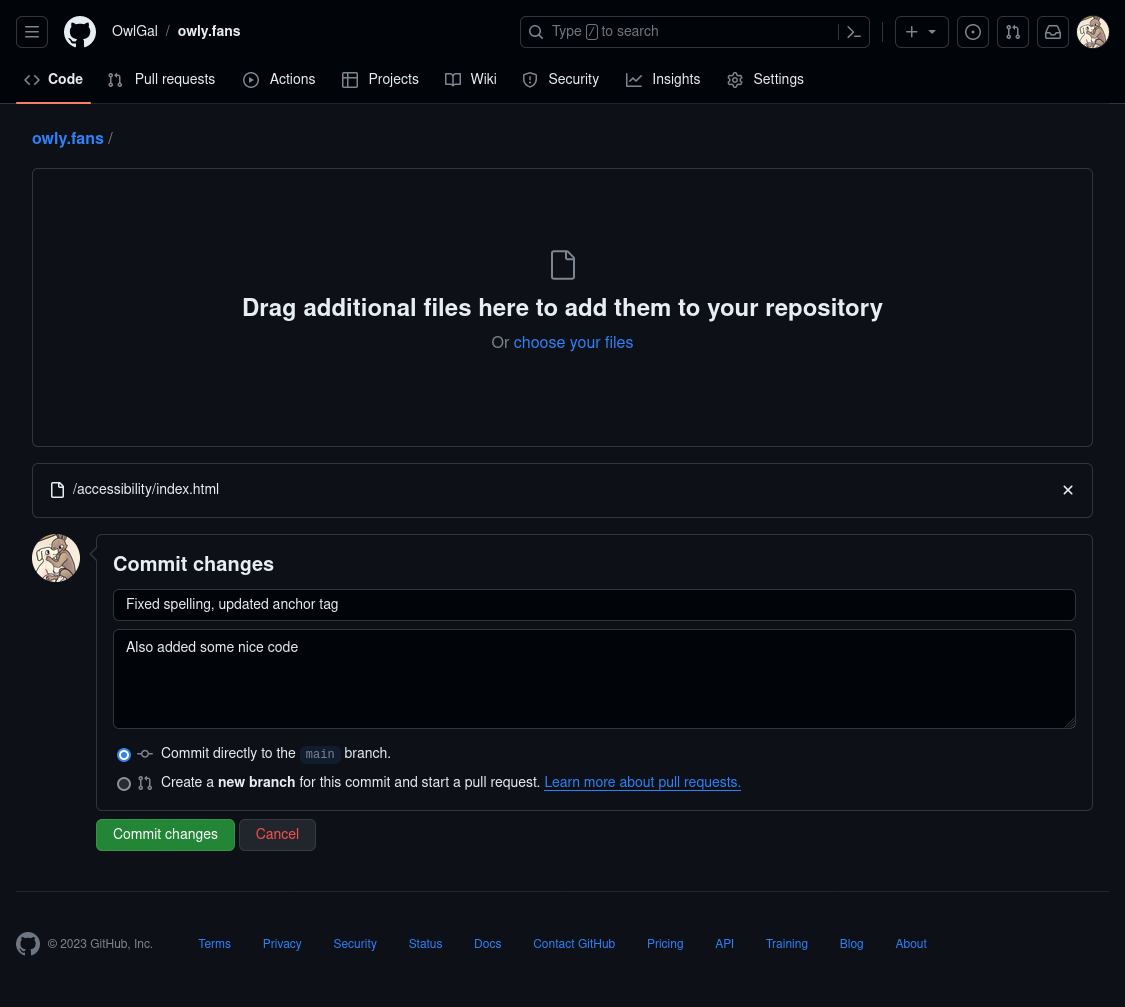 OwlGal / owly.fans
Type / to search
Code Pull requests Actions Projects Wiki Security Insights Settings
owly.fans /
Drag additional files here to add them to your repository
Or choose your files
/accessibility/index.html
Commit changes
Fixed spelling, updated anchor tag
Also added some nice code
Commit directly to the main branch.
Create a new branch for this commit and start a pull request. Learn more about pull requests.
Commit changes Cancel
© 2023 GitHub, Inc. Terms Privacy Security Status Docs Contact GitHub Pricing API Training Blog About